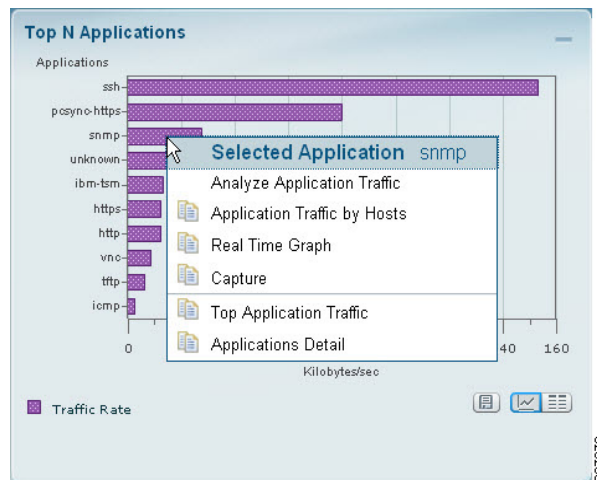 Top N Applications
Applications
ssh
pcsync-https
snmp
unknown
ibm-tsm
https
http
vnc
tftp
icmp
Selected Application snmp
Analyze Application Traffic
Application Traffic by Hosts
Real Time Graph
Capture
Top Application Traffic
Applications Detail
0 40 160
Kilobytes/sec
Traffic Rate